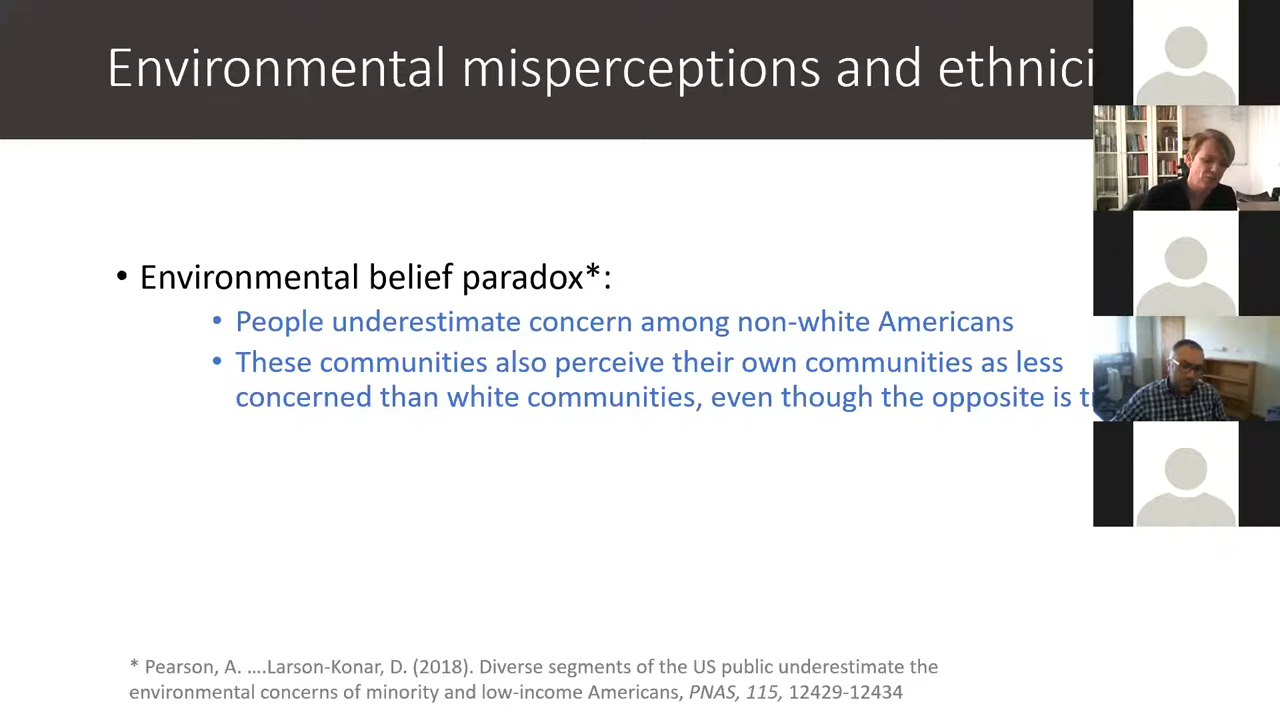 Environmental misperceptions and ethnici
• Environmental belief paradox*:
• People underestimate concern among non-white Americans
• These communities also perceive their own communities as less
concerned than white communities, even though the opposite is t
* Pearson, A. ….Larson-Konar, D. (2018). Diverse segments of the US public underestimate the
environmental concerns of minority and low-income Americans, PNAS, 115, 12429-12434